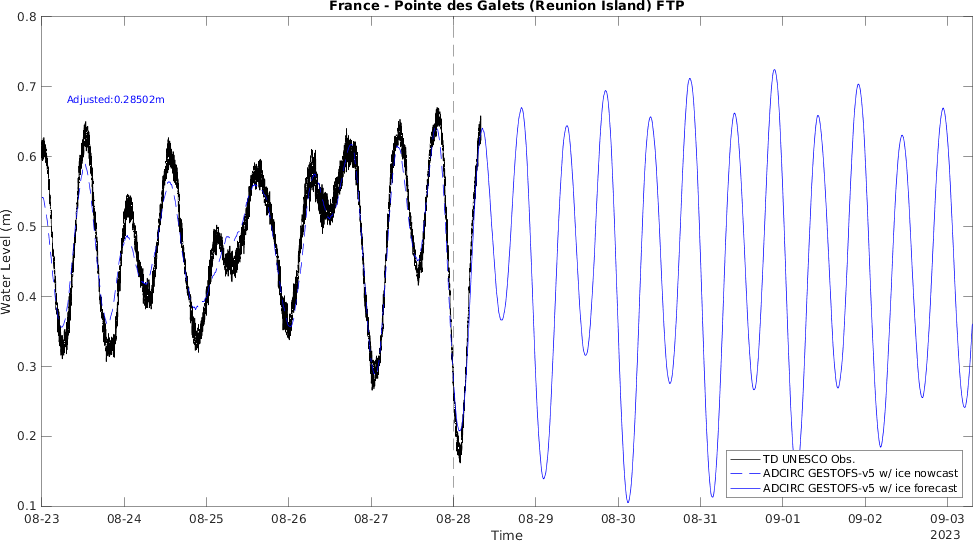 France - Pointe des Galets (Reunion Island) FTP
0.8
0.7
0.6
0.5
0.4
0.3
0.2
0.1
Water Level (m)
Adjusted:0.28502m
TD UNESCO Obs.
ADCIRC GESTOFS-v5 w/ ice nowcast
ADCIRC GESTOFS-v5 w/ ice forecast
08-23 08-24 08-25 08-26 08-27 08-28 08-29 08-30 08-31 09-01 09-02 09-03
2023
Time